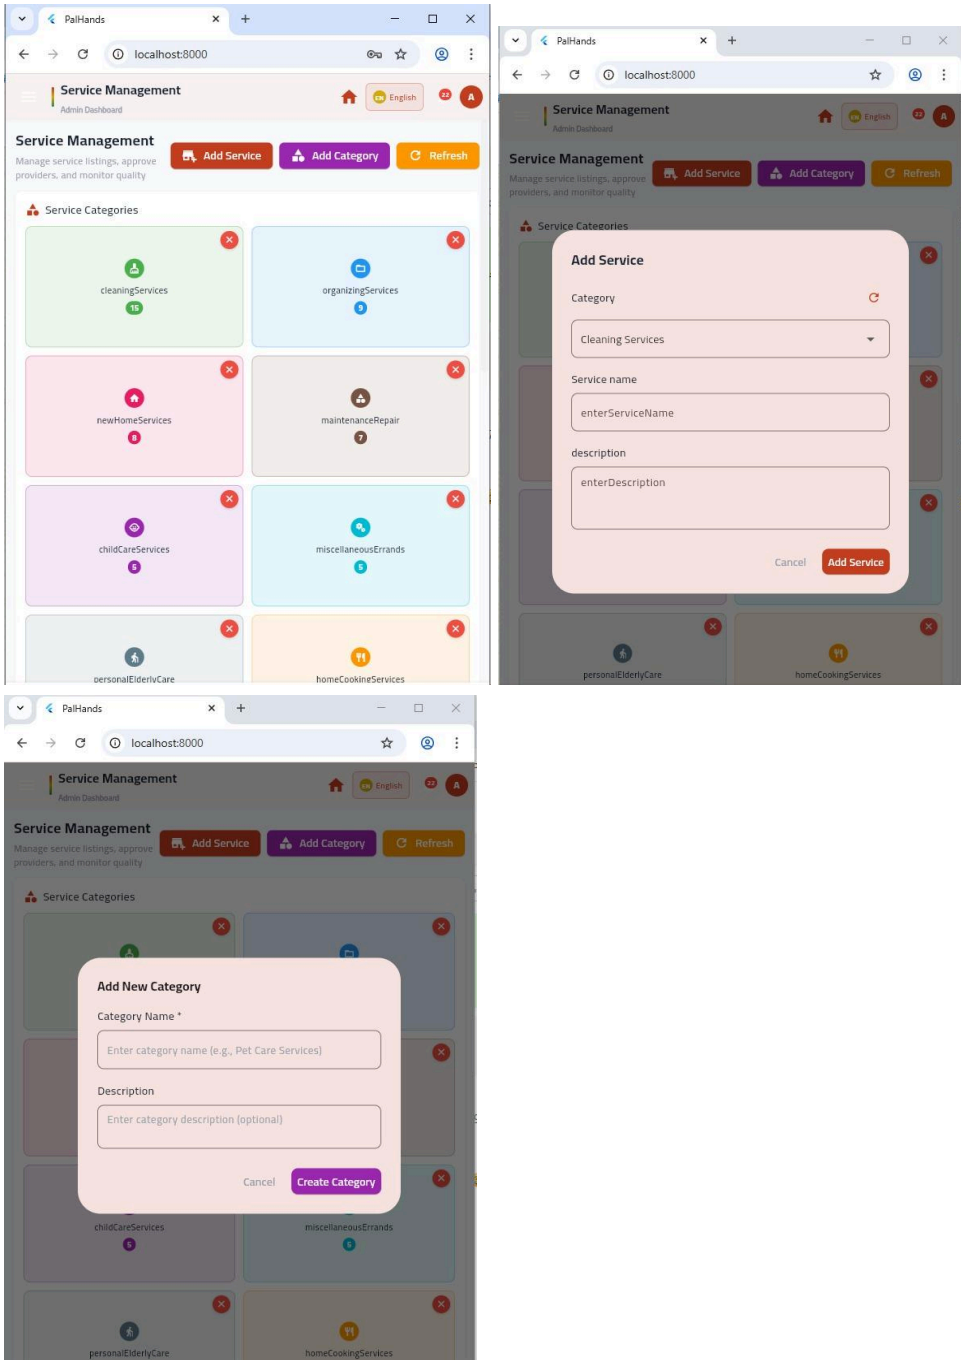 PalHands
localhost:8000
Service Management
Admin Dashboard
EN English
22
A
Service Management
Manage service listings, approve
providers, and monitor quality
Add Service
Add Category
Refresh
Service Categories
cleaningServices
15
organizingServices
9
newHomeServices
8
maintenanceRepair
7
childCareServices
5
miscellaneousErrands
5
personalElderlyCare
homeCookingServices
PalHands
localhost:8000
Service Management
Admin Dashboard
EN English
22
A
Service Management
Manage service listings, approve
providers, and monitor quality
Add Service
Add Category
Refresh
Service Categories
Add Service
Category
Cleaning Services
Service name
enterServiceName
description
enterDescription
Cancel
Add Service
personalElderlyCare
homeCookingServices
PalHands
localhost:8000
Service Management
Admin Dashboard
EN English
22
A
Service Management
Manage service listings, approve
providers, and monitor quality
Add Service
Add Category
Refresh
Service Categories
Add New Category
Category Name *
Enter category name (e.g., Pet Care Services)
Description
Enter category description (optional)
Cancel
Create Category
childCareServices
5
miscellaneousErrands
5
personalElderlyCare
homeCookingServices